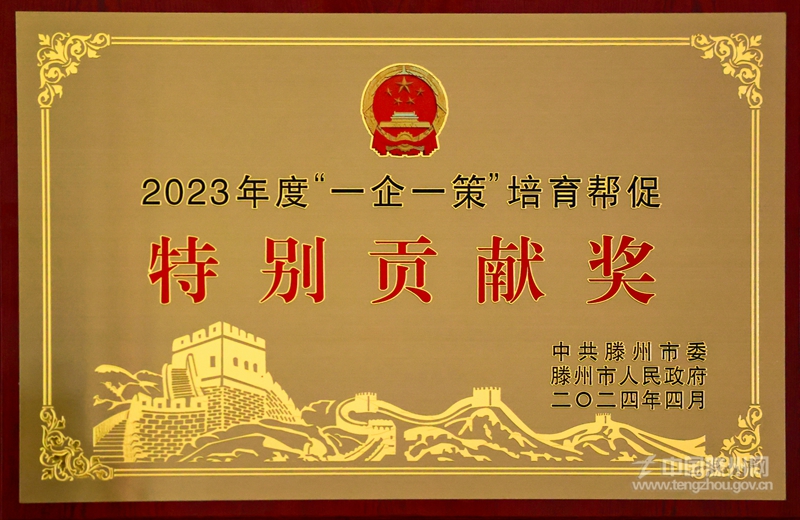 2023年度“一企一策”培育帮促
特别贡献奖
中共滕州市委
滕州市人民政府
二〇二四年四月
中国滕州网
www.tengzhou.gov.cn